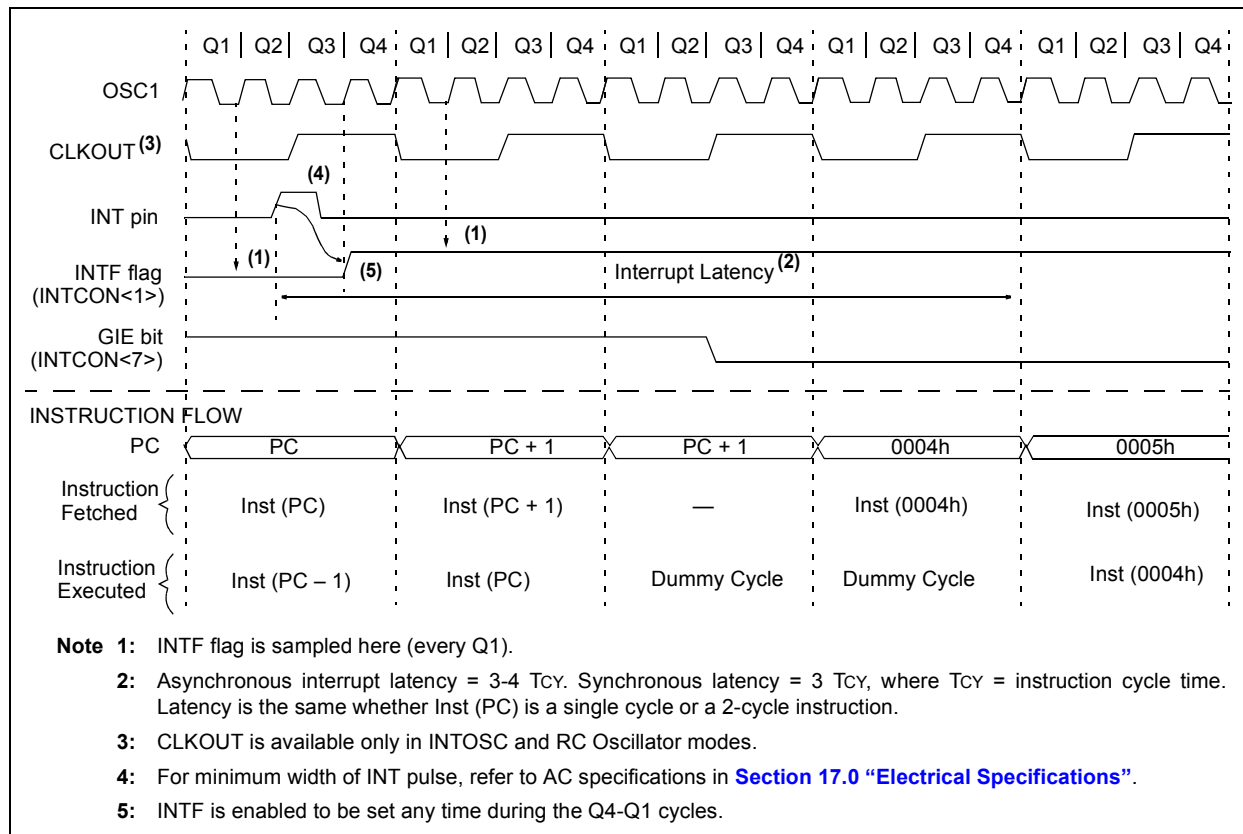 Q1 Q2 Q3 Q4 Q1 Q2 Q3 Q4 Q1 Q2 Q3 Q4 Q1 Q2 Q3 Q4 Q1 Q2 Q3 Q4
OSC1
CLKOUT (3)
(4)
INT pin
(1)
(1)
INTF flag
(INTCON<1>)
(5)
Interrupt Latency (2)
GIE bit
(INTCON<7>)
INSTRUCTION FLOW
PC PC PC + 1 PC + 1 0004h 0005h
Instruction
Fetched
Inst (PC) Inst (PC + 1) — Inst (0004h) Inst (0005h)
Instruction
Executed
Inst (PC – 1) Inst (PC) Dummy Cycle Dummy Cycle Inst (0004h)
Note 1: INTF flag is sampled here (every Q1).
2: Asynchronous interrupt latency = 3-4 TCY. Synchronous latency = 3 TCY, where TCY = instruction cycle time.
Latency is the same whether Inst (PC) is a single cycle or a 2-cycle instruction.
3: CLKOUT is available only in INTOSC and RC Oscillator modes.
4: For minimum width of INT pulse, refer to AC specifications in Section 17.0 “Electrical Specifications”.
5: INTF is enabled to be set any time during the Q4-Q1 cycles.